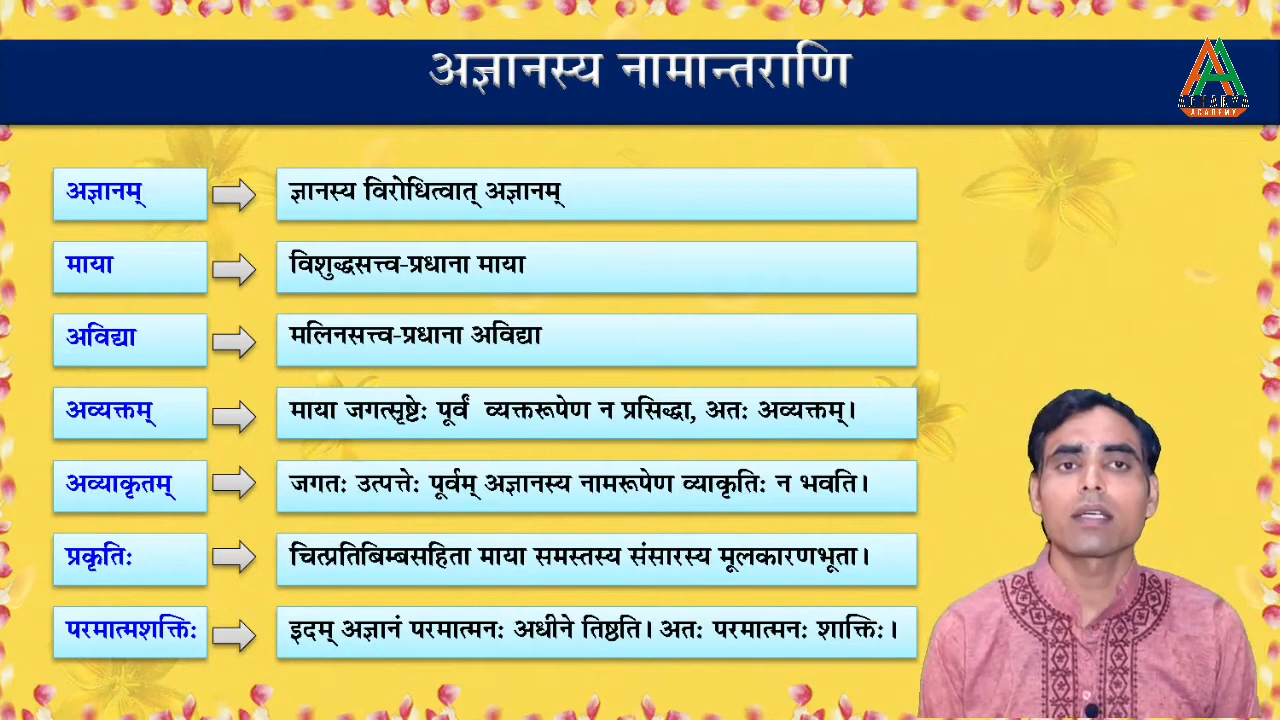 अज्ञानस्य नामान्तराणि
ACHARYA
ACADEMY
अज्ञानम् ज्ञानस्य विरोधित्वात् अज्ञानम्
माया विशुद्धसत्त्व-प्रधाना माया
अविद्या मलिनसत्त्व-प्रधाना अविद्या
अव्यक्तम् माया जगत्सृष्टेः पूर्वं व्यक्तरूपेण न प्रसिद्धा, अतः अव्यक्तम्।
अव्याकृतम् जगतः उत्पत्तेः पूर्वम् अज्ञानस्य नामरूपेण व्याकृतिः न भवति।
प्रकृतिः चित्प्रतिबिम्बसहिता माया समस्तस्य संसारस्य मूलकारणभूता।
परमात्मशक्तिः इदम् अज्ञानं परमात्मनः अधीने तिष्ठति। अतः परमात्मनः शाक्तिः।